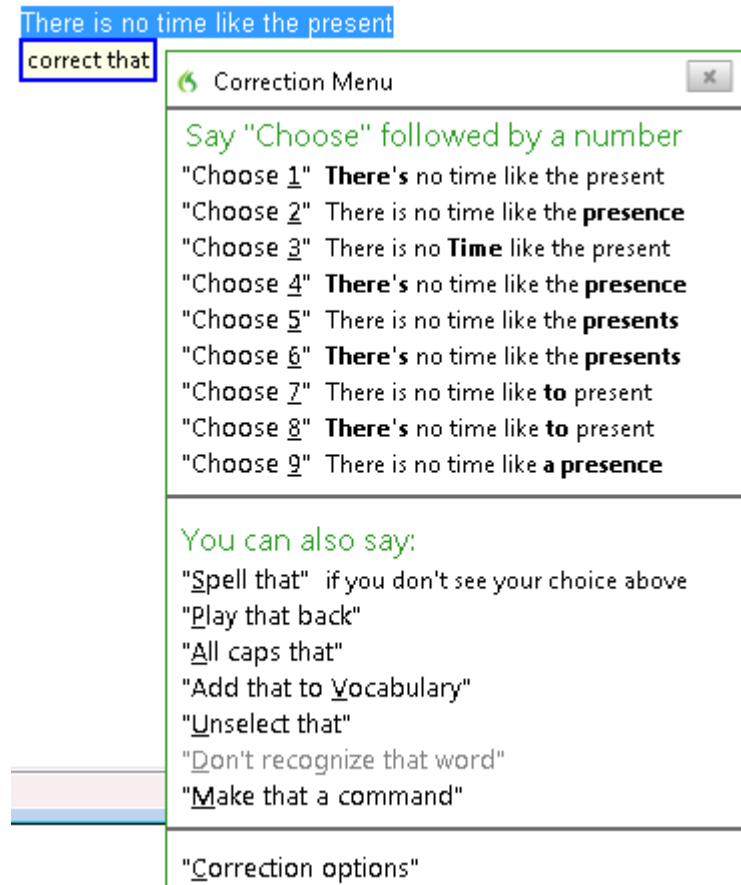 There is no time like the present
correct that
Correction Menu
Say "Choose" followed by a number
"Choose 1" There's no time like the present
"Choose 2" There is no time like the presence
"Choose 3" There is no Time like the present
"Choose 4" There's no time like the presence
"Choose 5" There is no time like the presents
"Choose 6" There's no time like the presents
"Choose 7" There is no time like to present
"Choose 8" There's no time like to present
"Choose 9" There is no time like a presence
You can also say:
"Spell that" if you don't see your choice above
"Play that back"
"All caps that"
"Add that to Vocabulary"
"Unselect that"
"Don't recognize that word"
"Make that a command"
"Correction options"